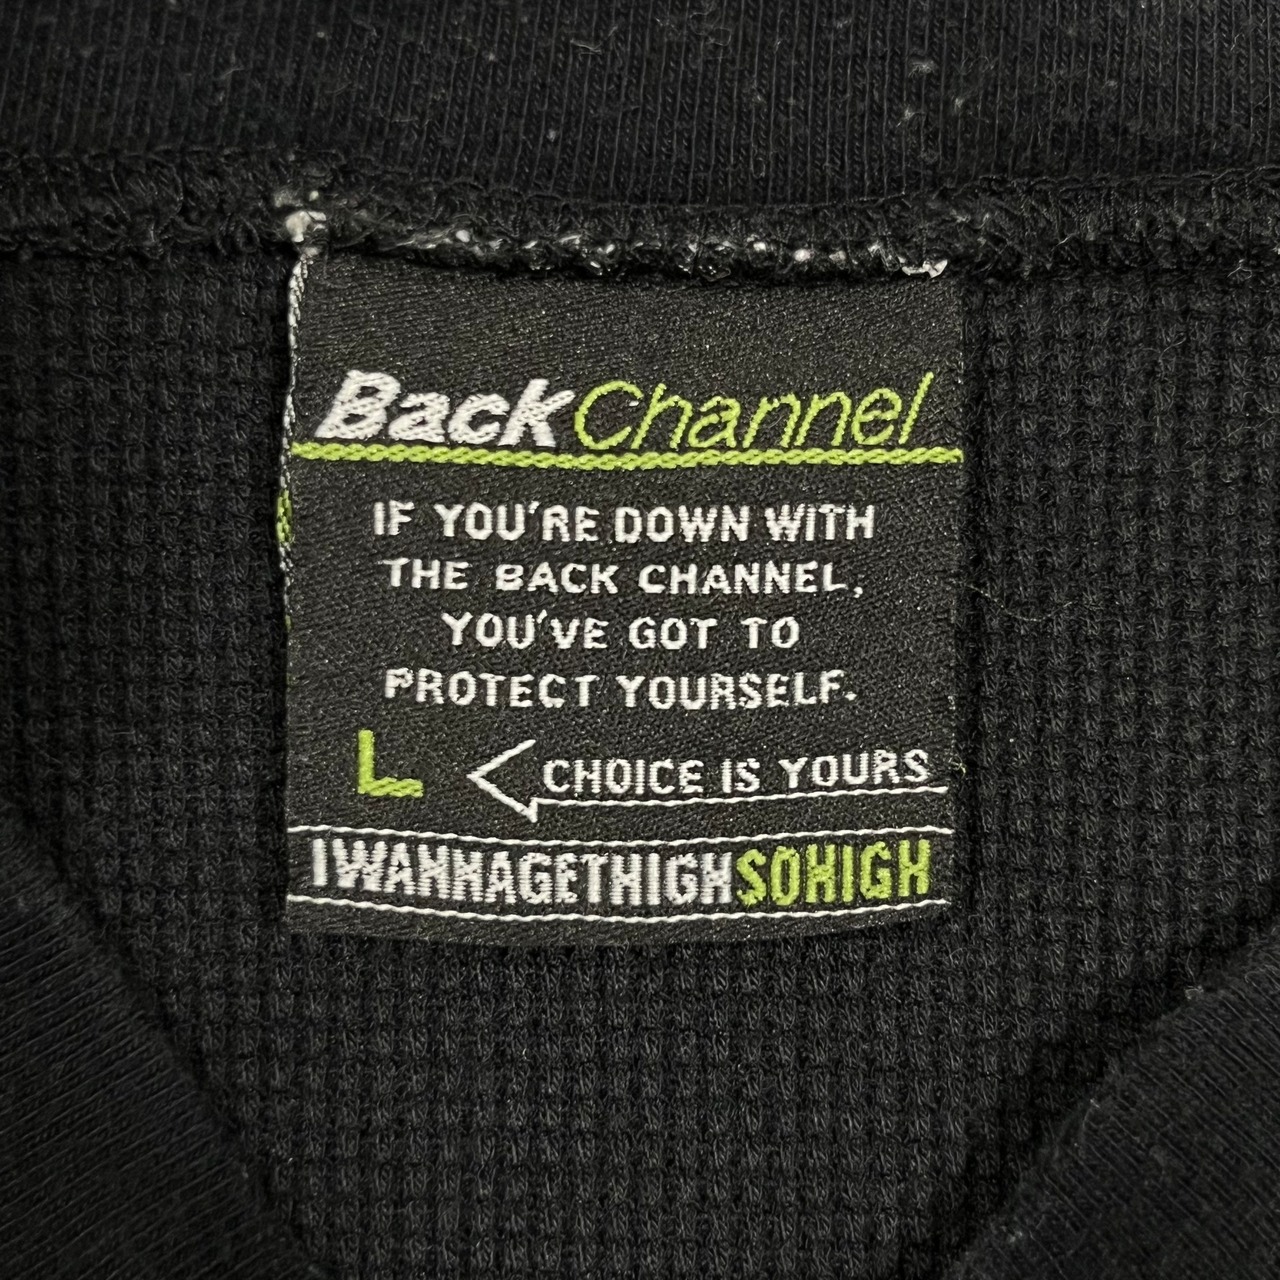 BackChannel
IF YOU'RE DOWN WITH
THE BACK CHANNEL,
YOU'VE GOT TO
PROTECT YOURSELF.
L CHOICE IS YOURS
IWANNAGETHIGHSOHIGH